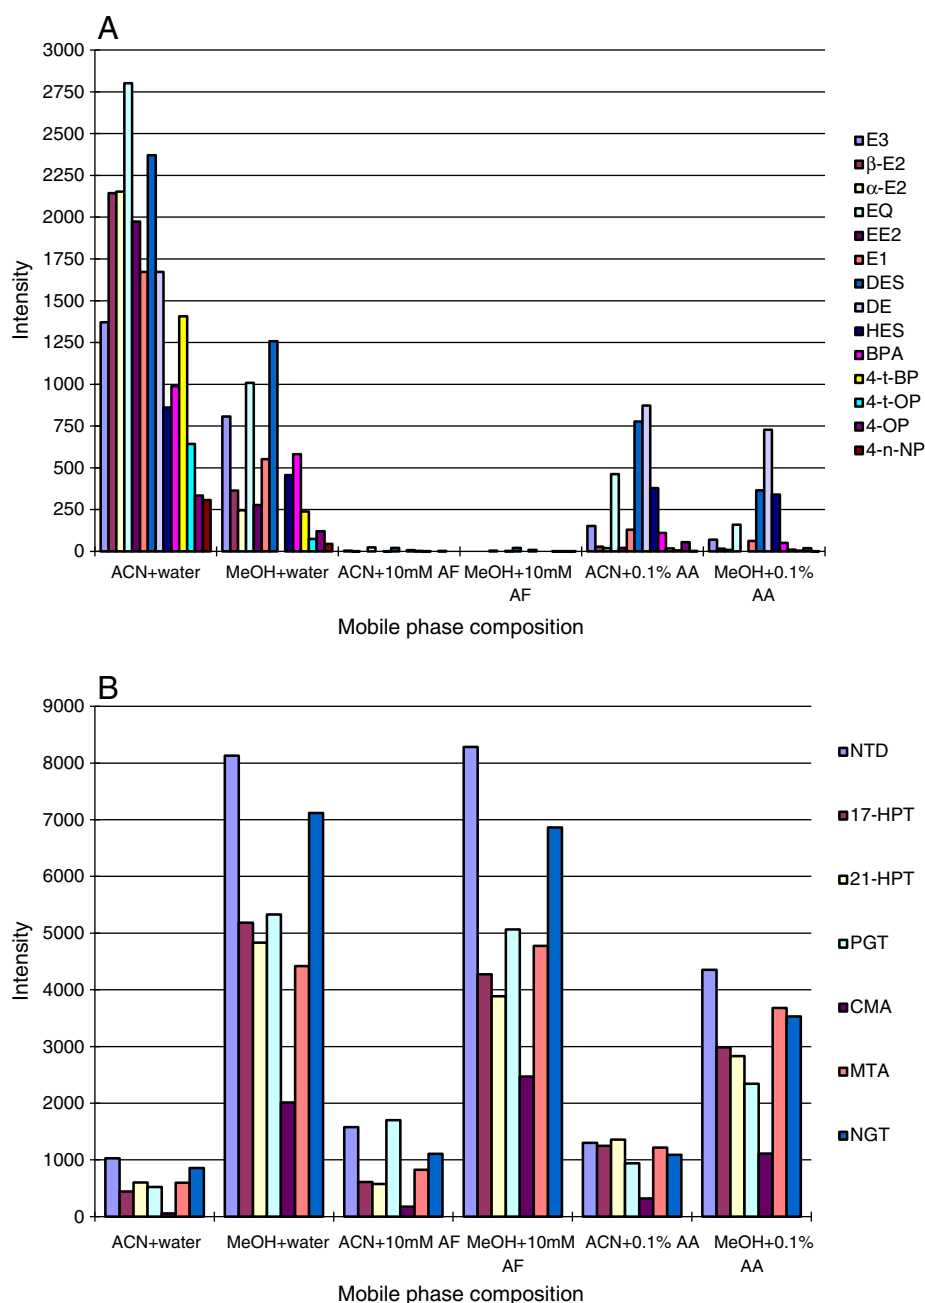 A
3000
2750
2500
2250
2000
1750
1500
1250
1000
750
500
250
0
Intensity
ACN+water
MeOH+water
ACN+10mM AF
MeOH+10mM
AF
ACN+0.1% AA
MeOH+0.1%
AA
Mobile phase composition
E3
β-E2
α-E2
EQ
EE2
E1
DES
DE
HES
BPA
4-t-BP
4-t-OP
4-OP
4-n-NP
B
9000
8000
7000
6000
5000
4000
3000
2000
1000
0
Intensity
ACN+water
MeOH+water
ACN+10mM AF
MeOH+10mM
AF
ACN+0.1% AA
MeOH+0.1%
AA
Mobile phase composition
NTD
17-HPT
21-HPT
PGT
CMA
MTA
NGT